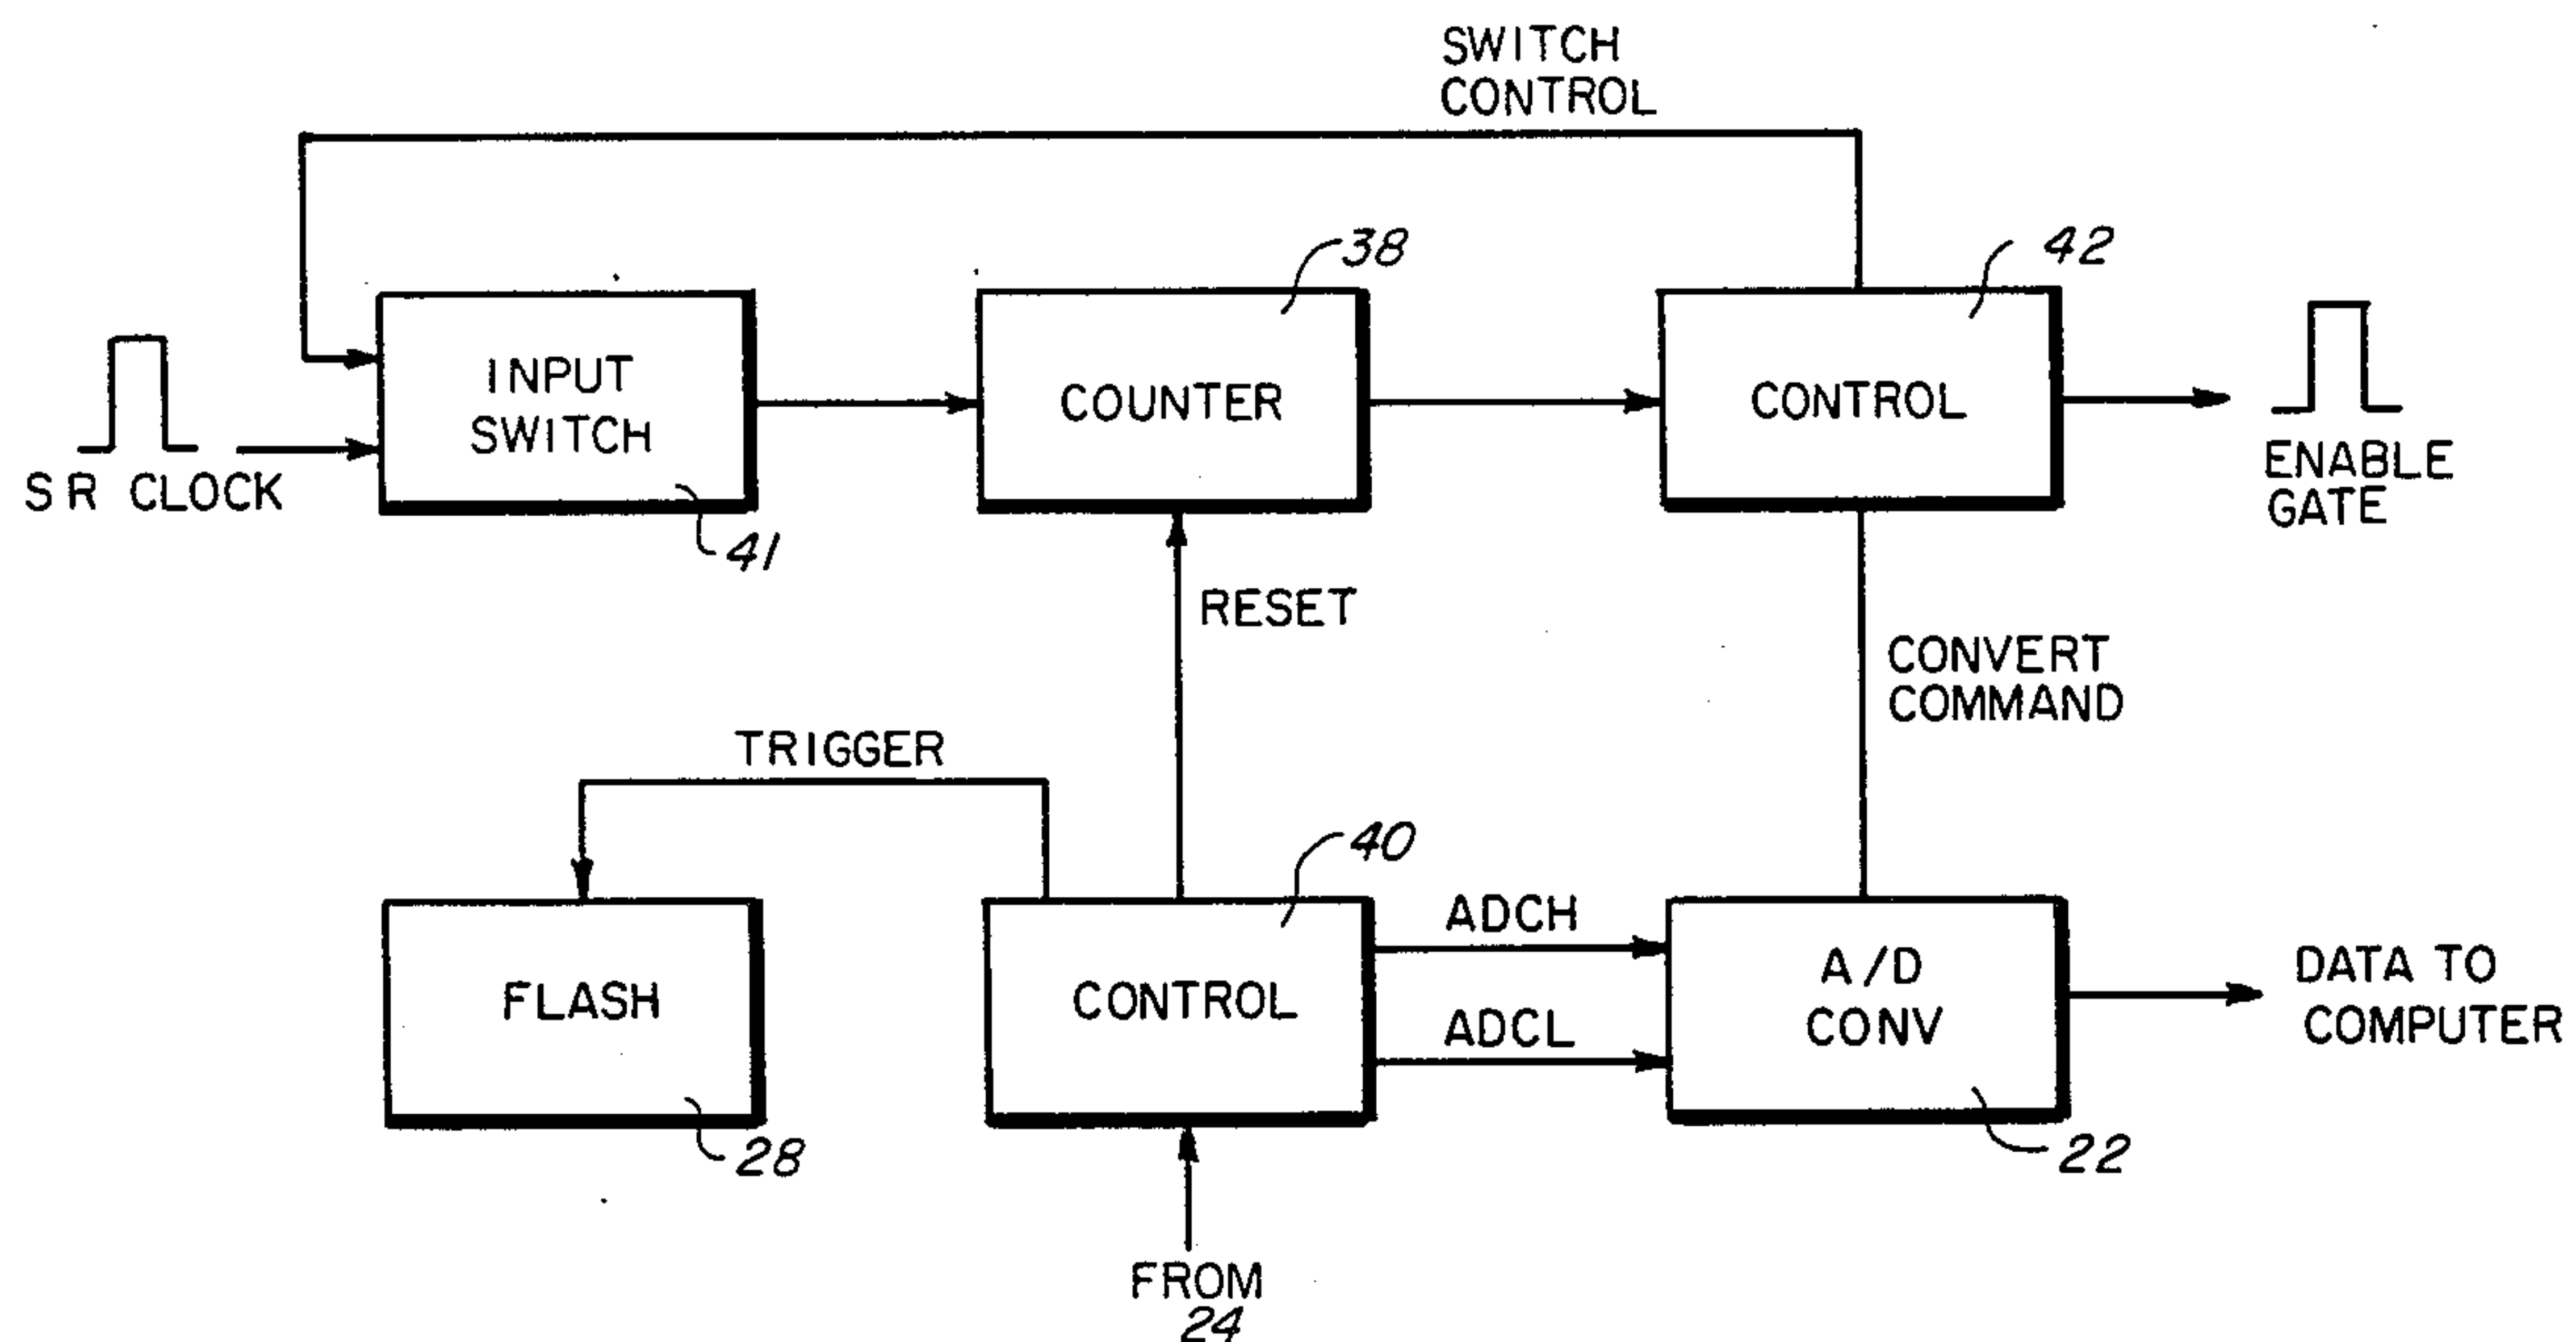 SWITCH
CONTROL
38
42
INPUT
SWITCH
COUNTER
CONTROL
SR CLOCK
ENABLE
GATE
41
RESET
CONVERT
COMMAND
TRIGGER
40
ADCH
FLASH
CONTROL
ADCL
A/D
CONV
DATA TO
COMPUTER
28
22
FROM
24